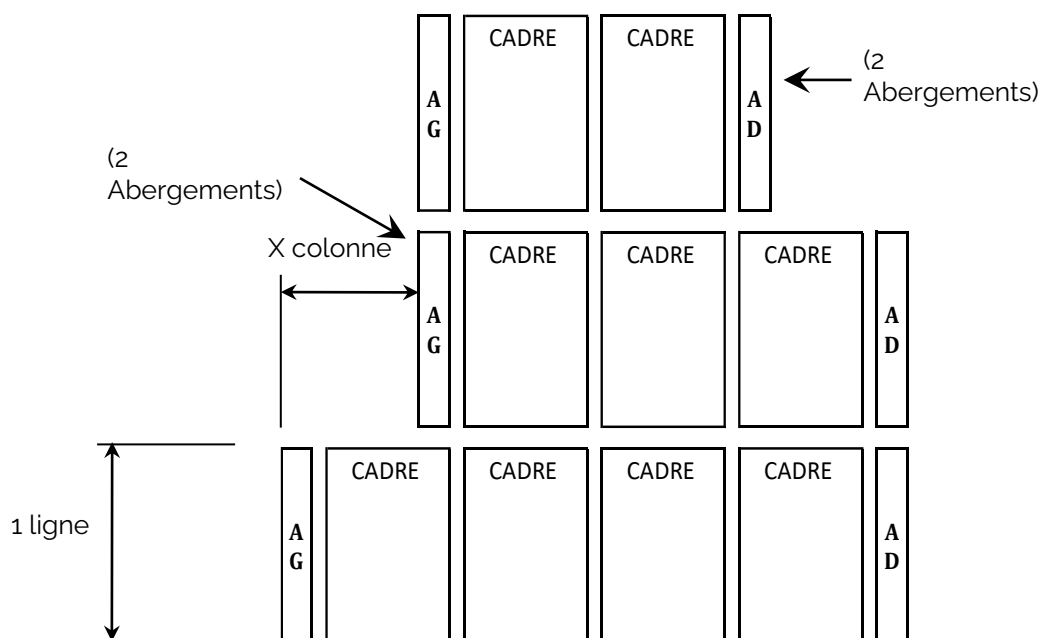 CADRE CADRE
(2
Abergements)
A
G
A
D
(2
Abergements)
X colonne
CADRE CADRE CADRE
A
G
A
D
1 ligne
CADRE CADRE CADRE CADRE
A
G
A
D